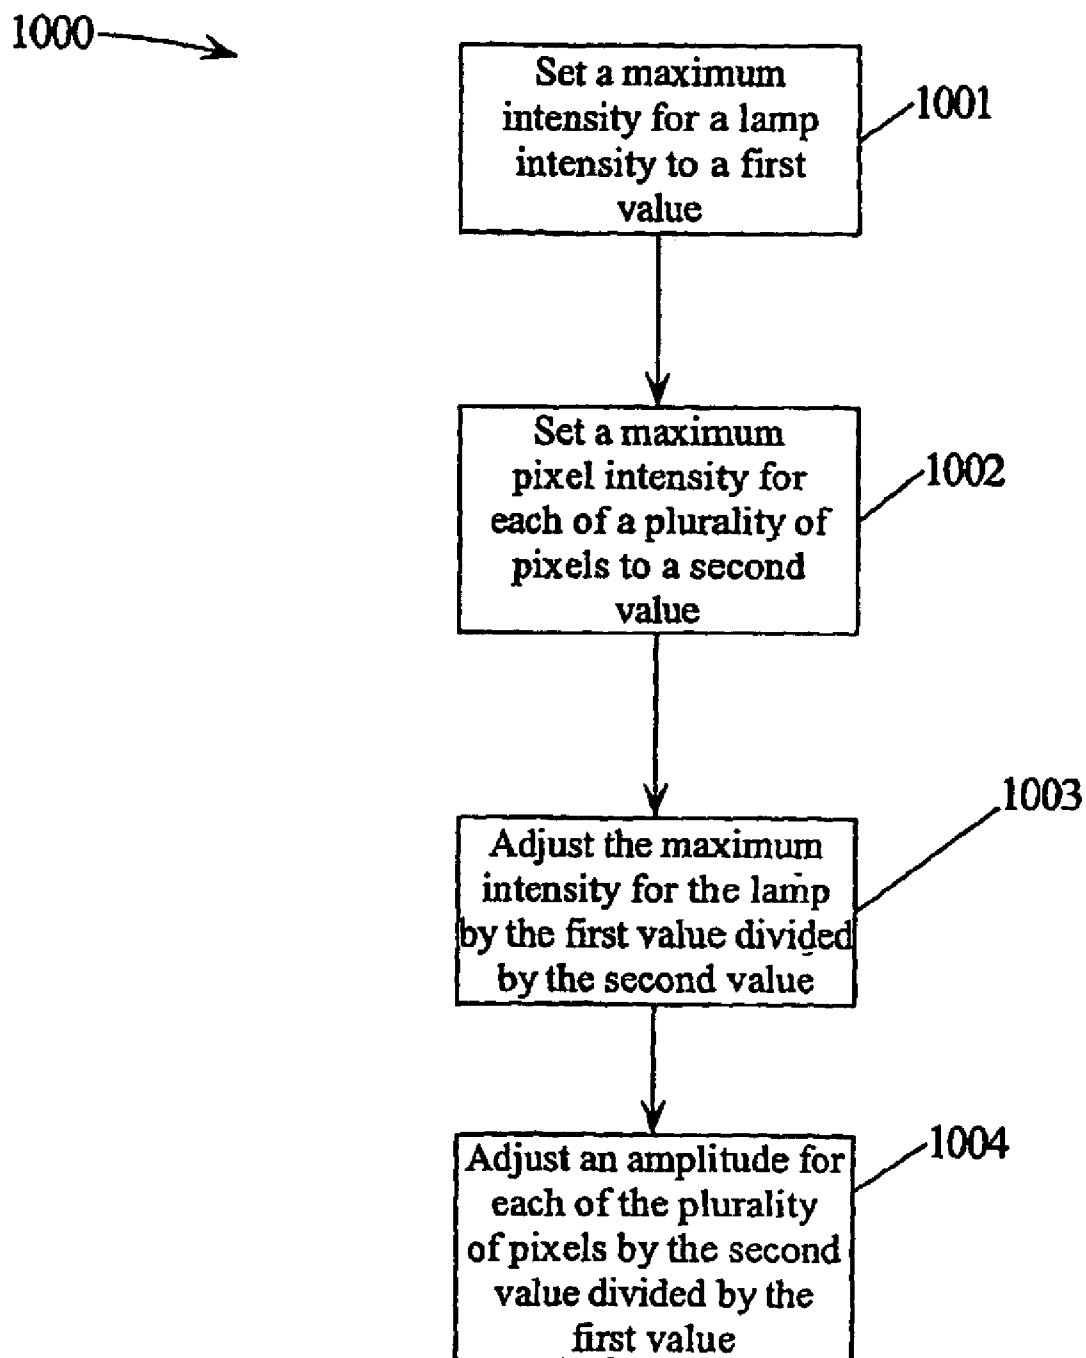 1000
Set a maximum
intensity for a lamp
intensity to a first
value
1001
Set a maximum
pixel intensity for
each of a plurality of
pixels to a second
value
1002
Adjust the maximum
intensity for the lamp
by the first value divided
by the second value
1003
Adjust an amplitude for
each of the plurality
of pixels by the second
value divided by the
first value
1004